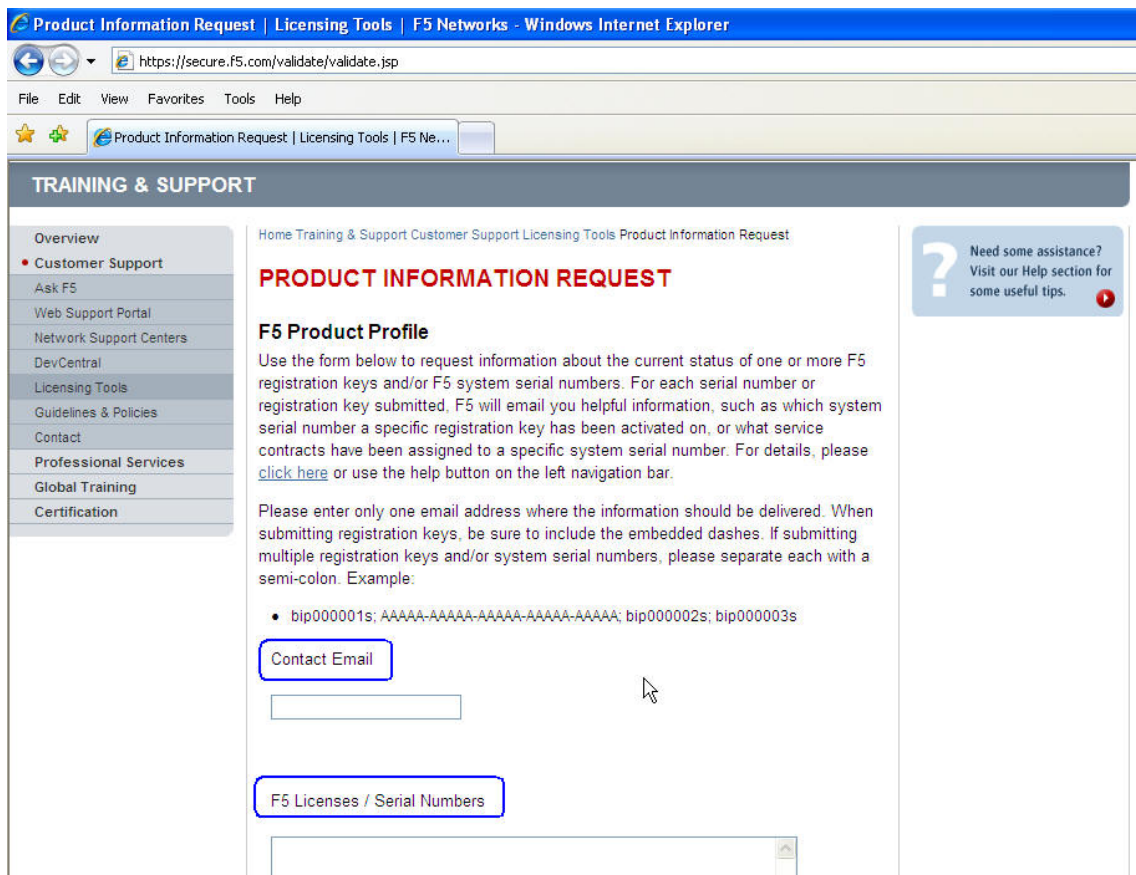 Product Information Request | Licensing Tools | F5 Networks - Windows Internet Explorer
https://secure.f5.com/validate/validate.jsp
File Edit View Favorites Tools Help
Product Information Request | Licensing Tools | F5 Ne...
TRAINING & SUPPORT
Overview
Customer Support
Ask F5
Web Support Portal
Network Support Centers
DevCentral
Licensing Tools
Guidelines & Policies
Contact
Professional Services
Global Training
Certification
Home Training & Support Customer Support Licensing Tools Product Information Request
PRODUCT INFORMATION REQUEST
F5 Product Profile
Use the form below to request information about the current status of one or more F5
registration keys and/or F5 system serial numbers. For each serial number or
registration key submitted, F5 will email you helpful information, such as which system
serial number a specific registration key has been activated on, or what service
contracts have been assigned to a specific system serial number. For details, please
click here or use the help button on the left navigation bar.
Please enter only one email address where the information should be delivered. When
submitting registration keys, be sure to include the embedded dashes. If submitting
multiple registration keys and/or system serial numbers, please separate each with a
semi-colon. Example:
• bip000001s; AAAAA-AAAAA-AAAAA-AAAAA-AAAAA; bip000002s; bip000003s
Contact Email
F5 Licenses / Serial Numbers
?
Need some assistance?
Visit our Help section for
some useful tips.